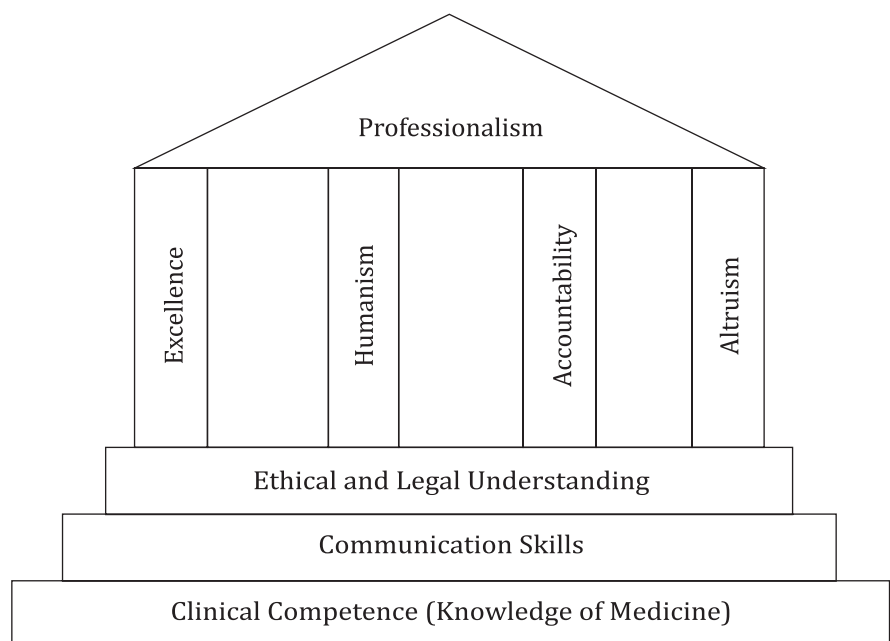 Professionalism
Excellence
Humanism
Accountability
Altruism
Ethical and Legal Understanding
Communication Skills
Clinical Competence (Knowledge of Medicine)